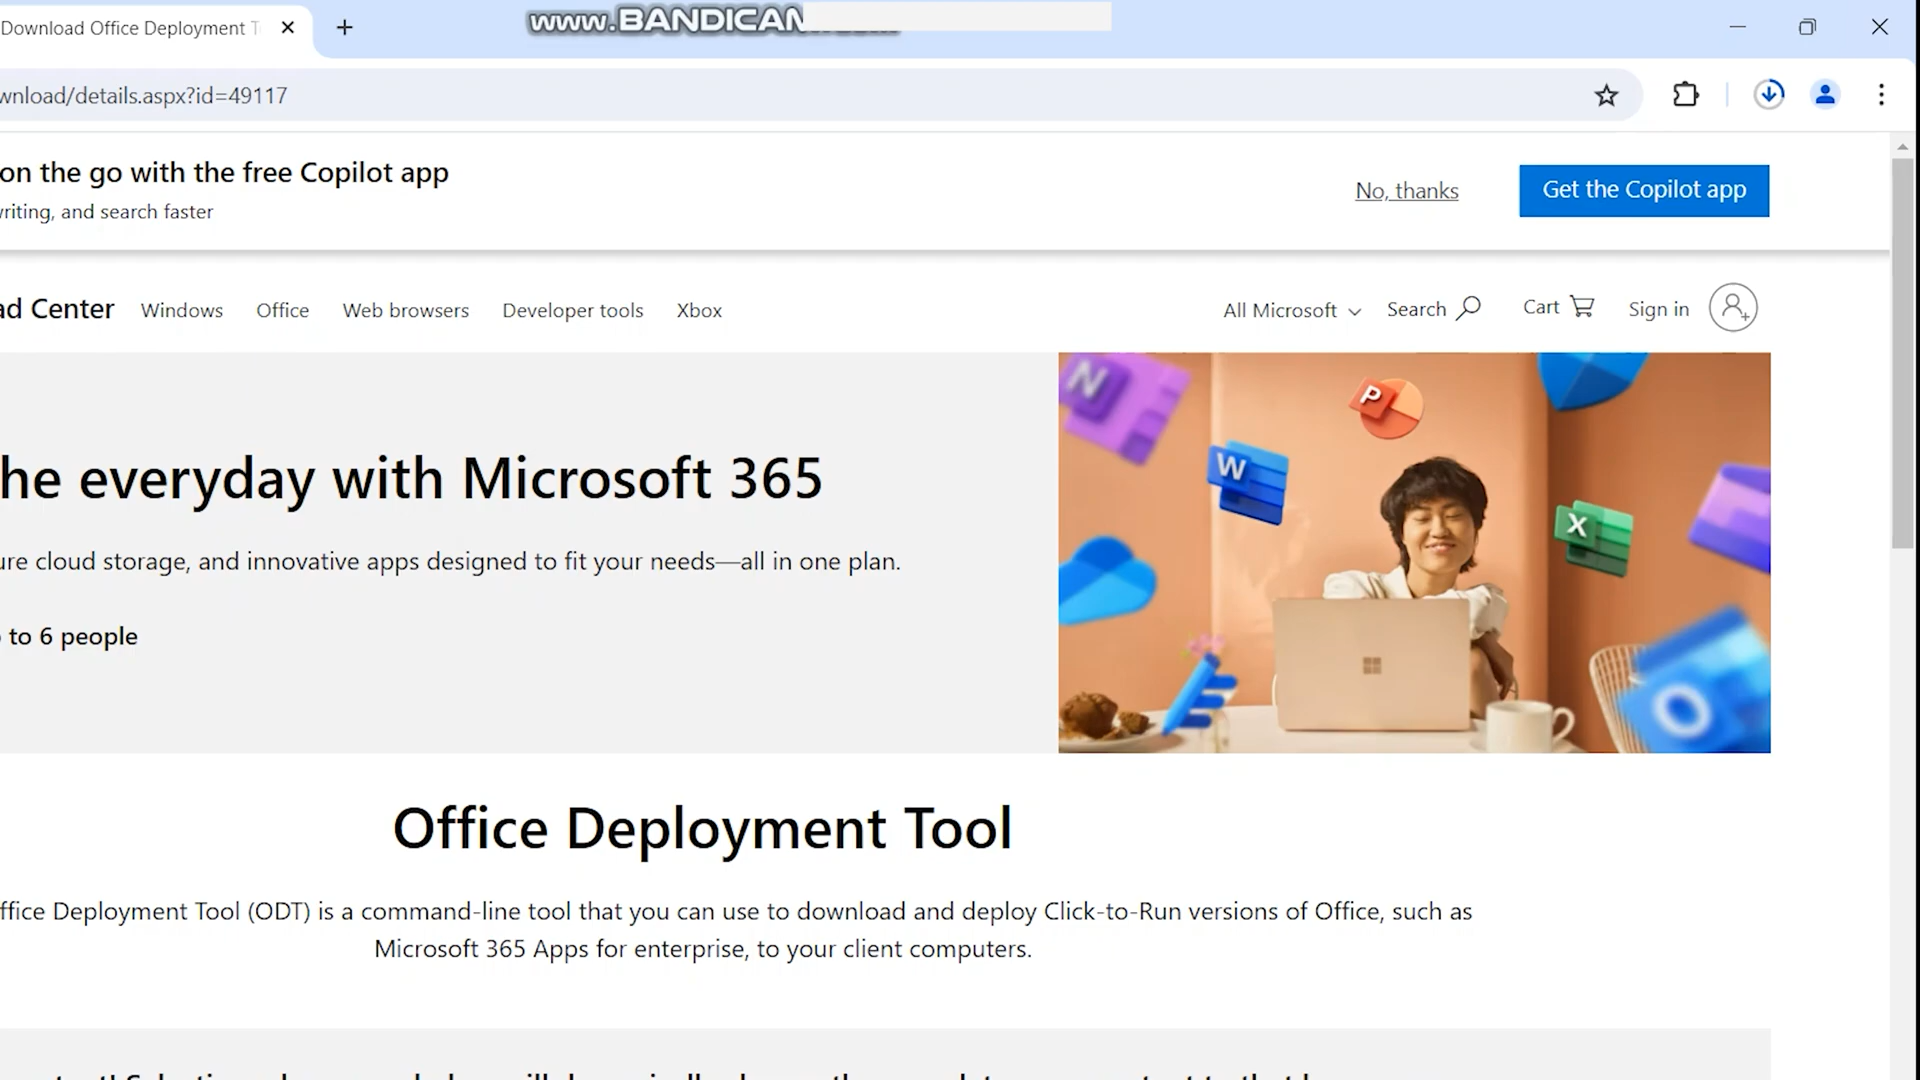 Download Office Deployment
www.BANDICAM
wnload/details.aspx?id=49117
on the go with the free Copilot app
No, thanks
Get the Copilot app
writing, and search faster
ad Center Windows Office Web browsers Developer tools Xbox
All Microsoft Search Cart Sign in
he everyday with Microsoft 365
ure cloud storage, and innovative apps designed to fit your needs—all in one plan.
to 6 people
N
P
W
X
O
Office Deployment Tool
ffice Deployment Tool (ODT) is a command-line tool that you can use to download and deploy Click-to-Run versions of Office, such as
Microsoft 365 Apps for enterprise, to your client computers.